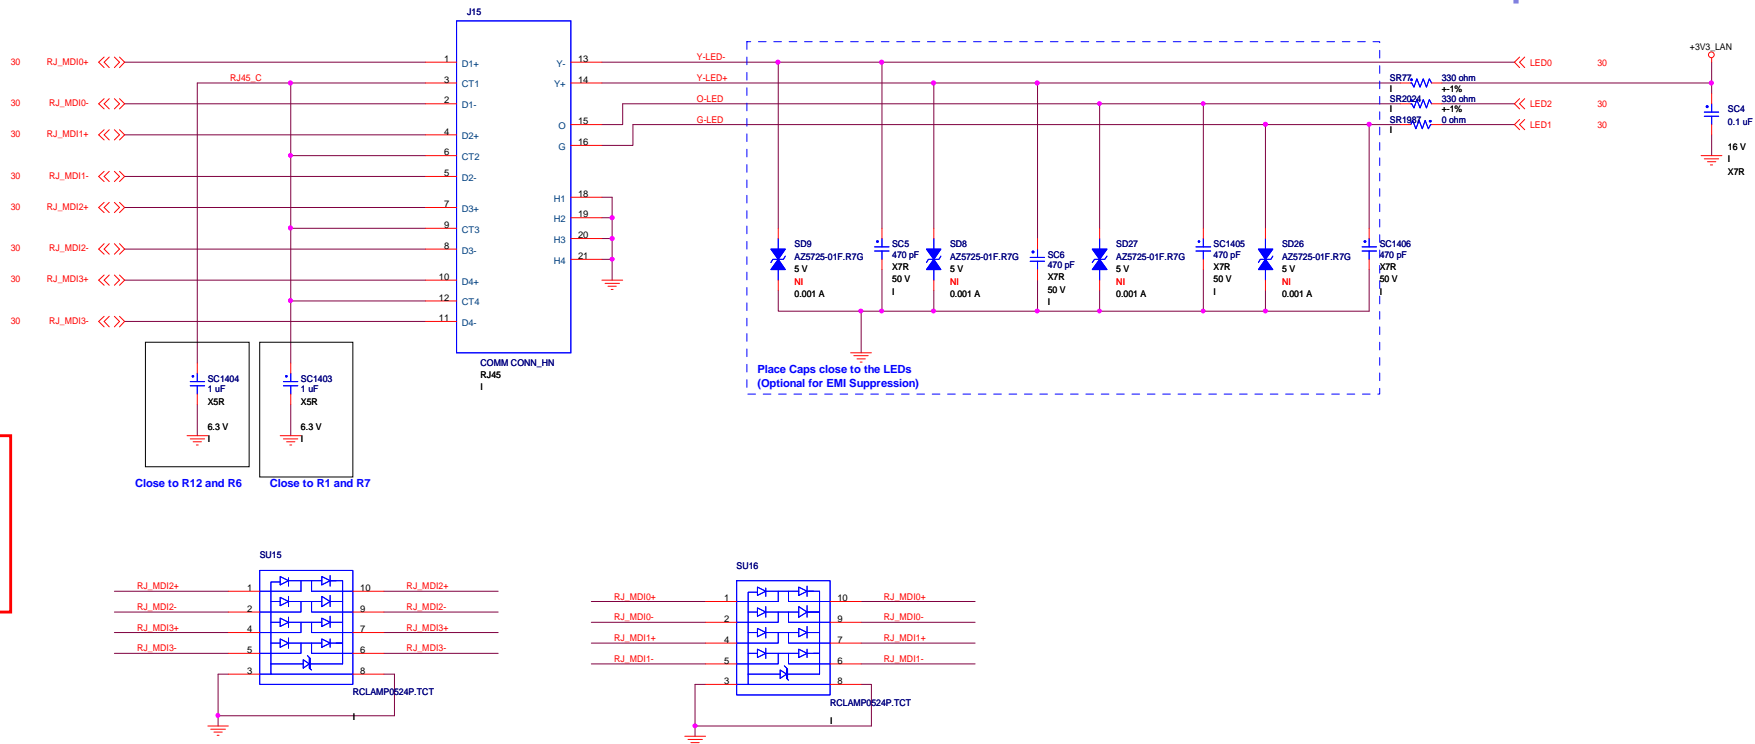 J15
+3V3_LAN
30 RJ_MDI0+ 1 D1+ Y- 13 Y-LED- LED0 30
RJ45_C 3 CT1 Y+ 14 Y-LED+ SR77 330 ohm
I +-1%
30 RJ_MDI0- 2 D1- O-LED SR2024 330 ohm LED2 30
I +-1%
SC4
0.1 uF
16 V
I
X7R
30 RJ_MDI1+ 4 D2+ O 15 G-LED SR1987 0 ohm LED1 30
I
6 CT2 G 16
30 RJ_MDI1- 5 D2-
30 RJ_MDI2+ 7 D3+ H1 18
9 CT3 H2 19
30 RJ_MDI2- 8 D3- H3 20
H4 21
30 RJ_MDI3+ 10 D4+
12 CT4
30 RJ_MDI3- 11 D4-
COMM CONN_HN
RJ45
I
SD9
AZ5725-01F.R7G
5 V
NI
0.001 A
SC5
470 pF
X7R
50 V
I
SD8
AZ5725-01F.R7G
5 V
NI
0.001 A
SC6
470 pF
X7R
50 V
I
SD27
AZ5725-01F.R7G
5 V
NI
0.001 A
SC1405
470 pF
X7R
50 V
I
SD26
AZ5725-01F.R7G
5 V
NI
0.001 A
SC1406
470 pF
X7R
50 V
I
Place Caps close to the LEDs
(Optional for EMI Suppression)
SC1404
1 uF
X5R
6.3 V
I
SC1403
1 uF
X5R
6.3 V
I
Close to R12 and R6
Close to R1 and R7
SU15
RJ_MDI2+ 1 10 RJ_MDI2+
RJ_MDI2- 2 9 RJ_MDI2-
RJ_MDI3+ 4 7 RJ_MDI3+
RJ_MDI3- 5 6 RJ_MDI3-
3 8
RCLAMP0524P.TCT
I
SU16
RJ_MDI0+ 1 10 RJ_MDI0+
RJ_MDI0- 2 9 RJ_MDI0-
RJ_MDI1+ 4 7 RJ_MDI1+
RJ_MDI1- 5 6 RJ_MDI1-
3 8
RCLAMP0524P.TCT
I